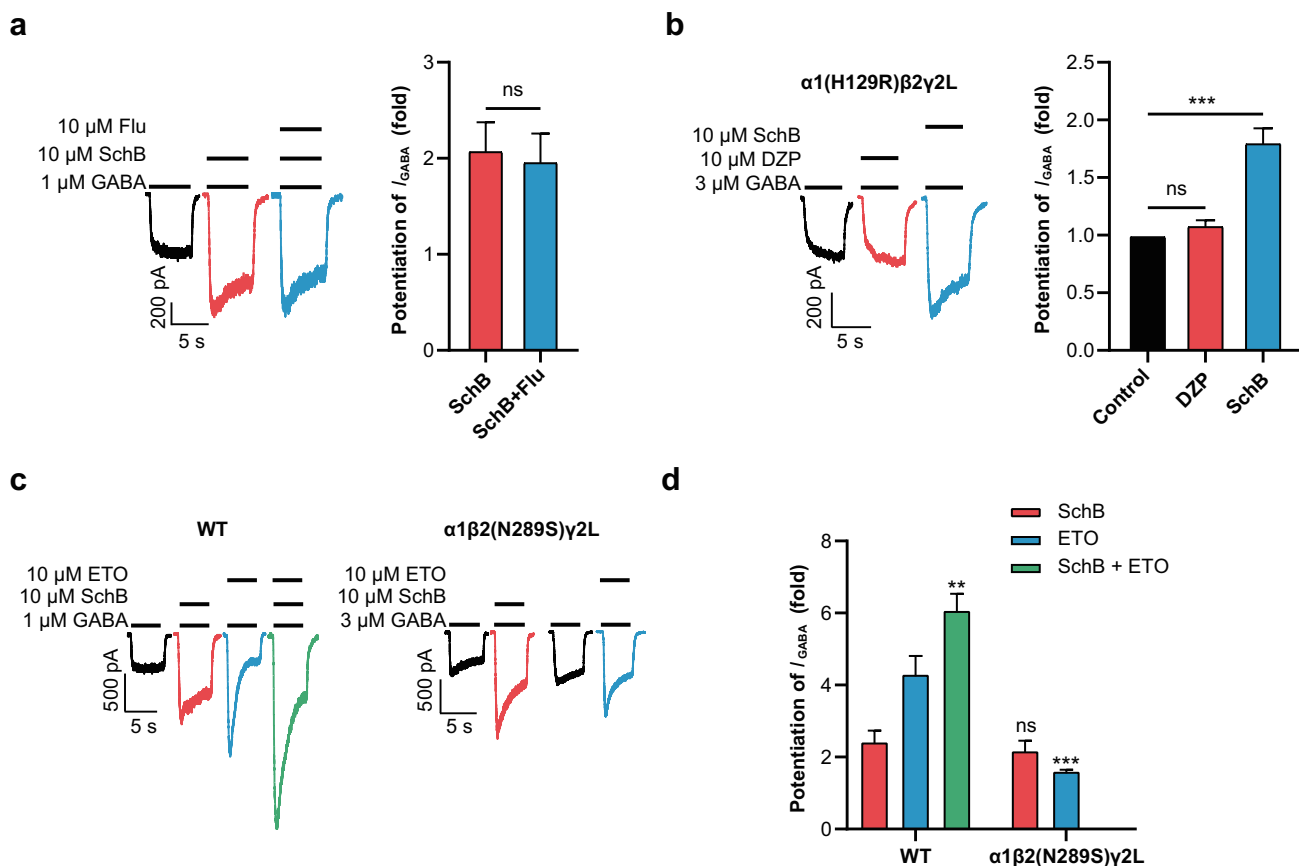 a
10 µM Flu
10 µM SchB
1 µM GABA
200 pA
5 s
Potentiation of IGABA (fold)
3
2
1
0
ns
SchB
SchB+Flu
b
α1(H129R)β2γ2L
10 µM SchB
10 µM DZP
3 µM GABA
200 pA
5 s
Potentiation of IGABA (fold)
2.5
2.0
1.5
1.0
0.5
0.0
***
ns
Control
DZP
SchB
c
WT
10 µM ETO
10 µM SchB
1 µM GABA
500 pA
5 s
α1β2(N289S)γ2L
10 µM ETO
10 µM SchB
3 µM GABA
500 pA
5 s
d
SchB
ETO
SchB + ETO
Potentiation of IGABA (fold)
8
6
4
2
0
**
ns
***
WT
α1β2(N289S)γ2L